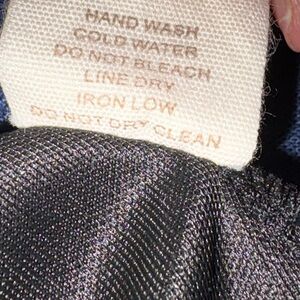 HAND WASH
COLD WATER
DO NOT BLEACH
LINE DRY
IRON LOW
DO NOT DRY CLEAN